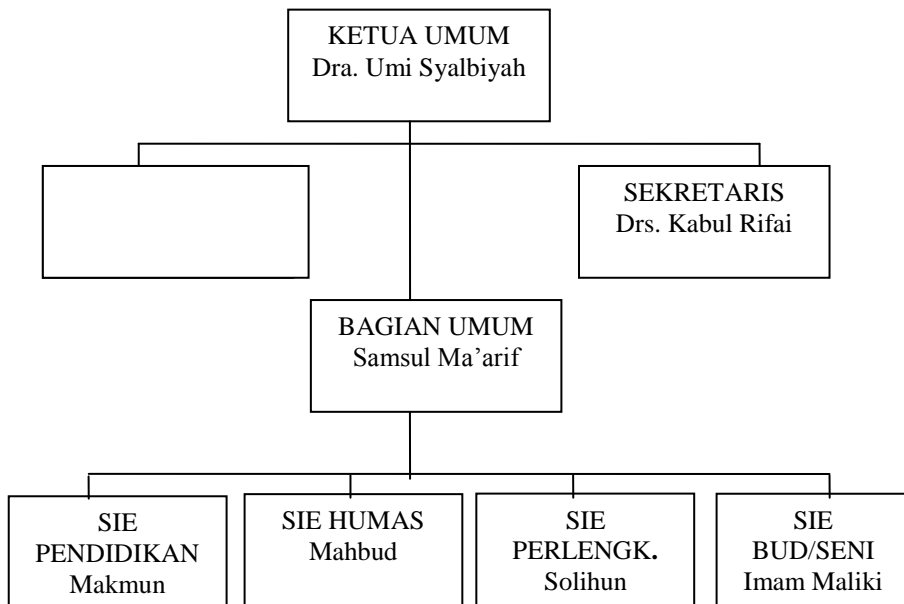 KETUA UMUM
Dra. Umi Syalbiyah
SEKRETARIS
Drs. Kabul Rifai
BAGIAN UMUM
Samsul Ma’arif
SIE
PENDIDIKAN
Makmun
SIE HUMAS
Mahbud
SIE
PERLENGK.
Solihun
SIE
BUD/SENI
Imam Maliki